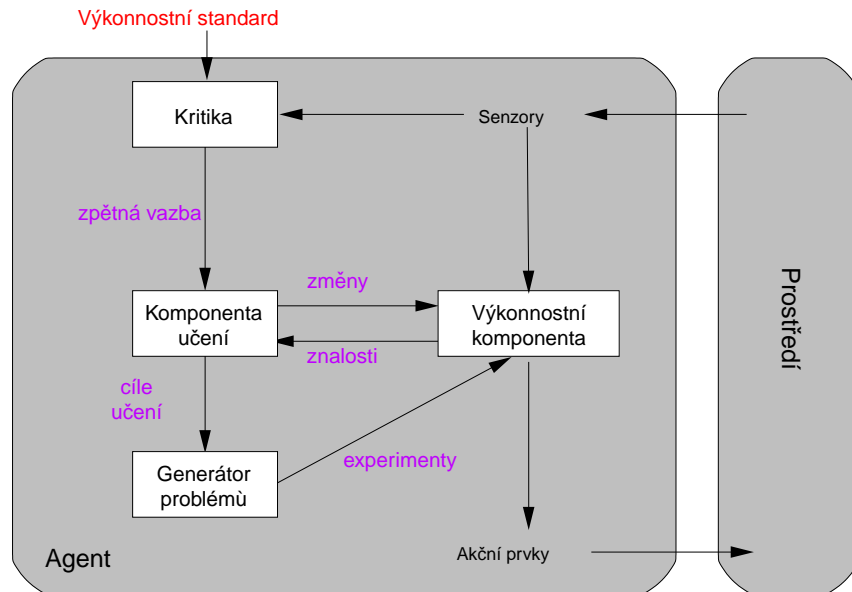 Výkonnostní standard
Kritika
Senzory
zpětná vazba
změny
Komponenta
učení
Výkonnostní
komponenta
znalosti
cíle
učení
experimenty
Generátor
problémù
Agent
Akční prvky
Prostředí